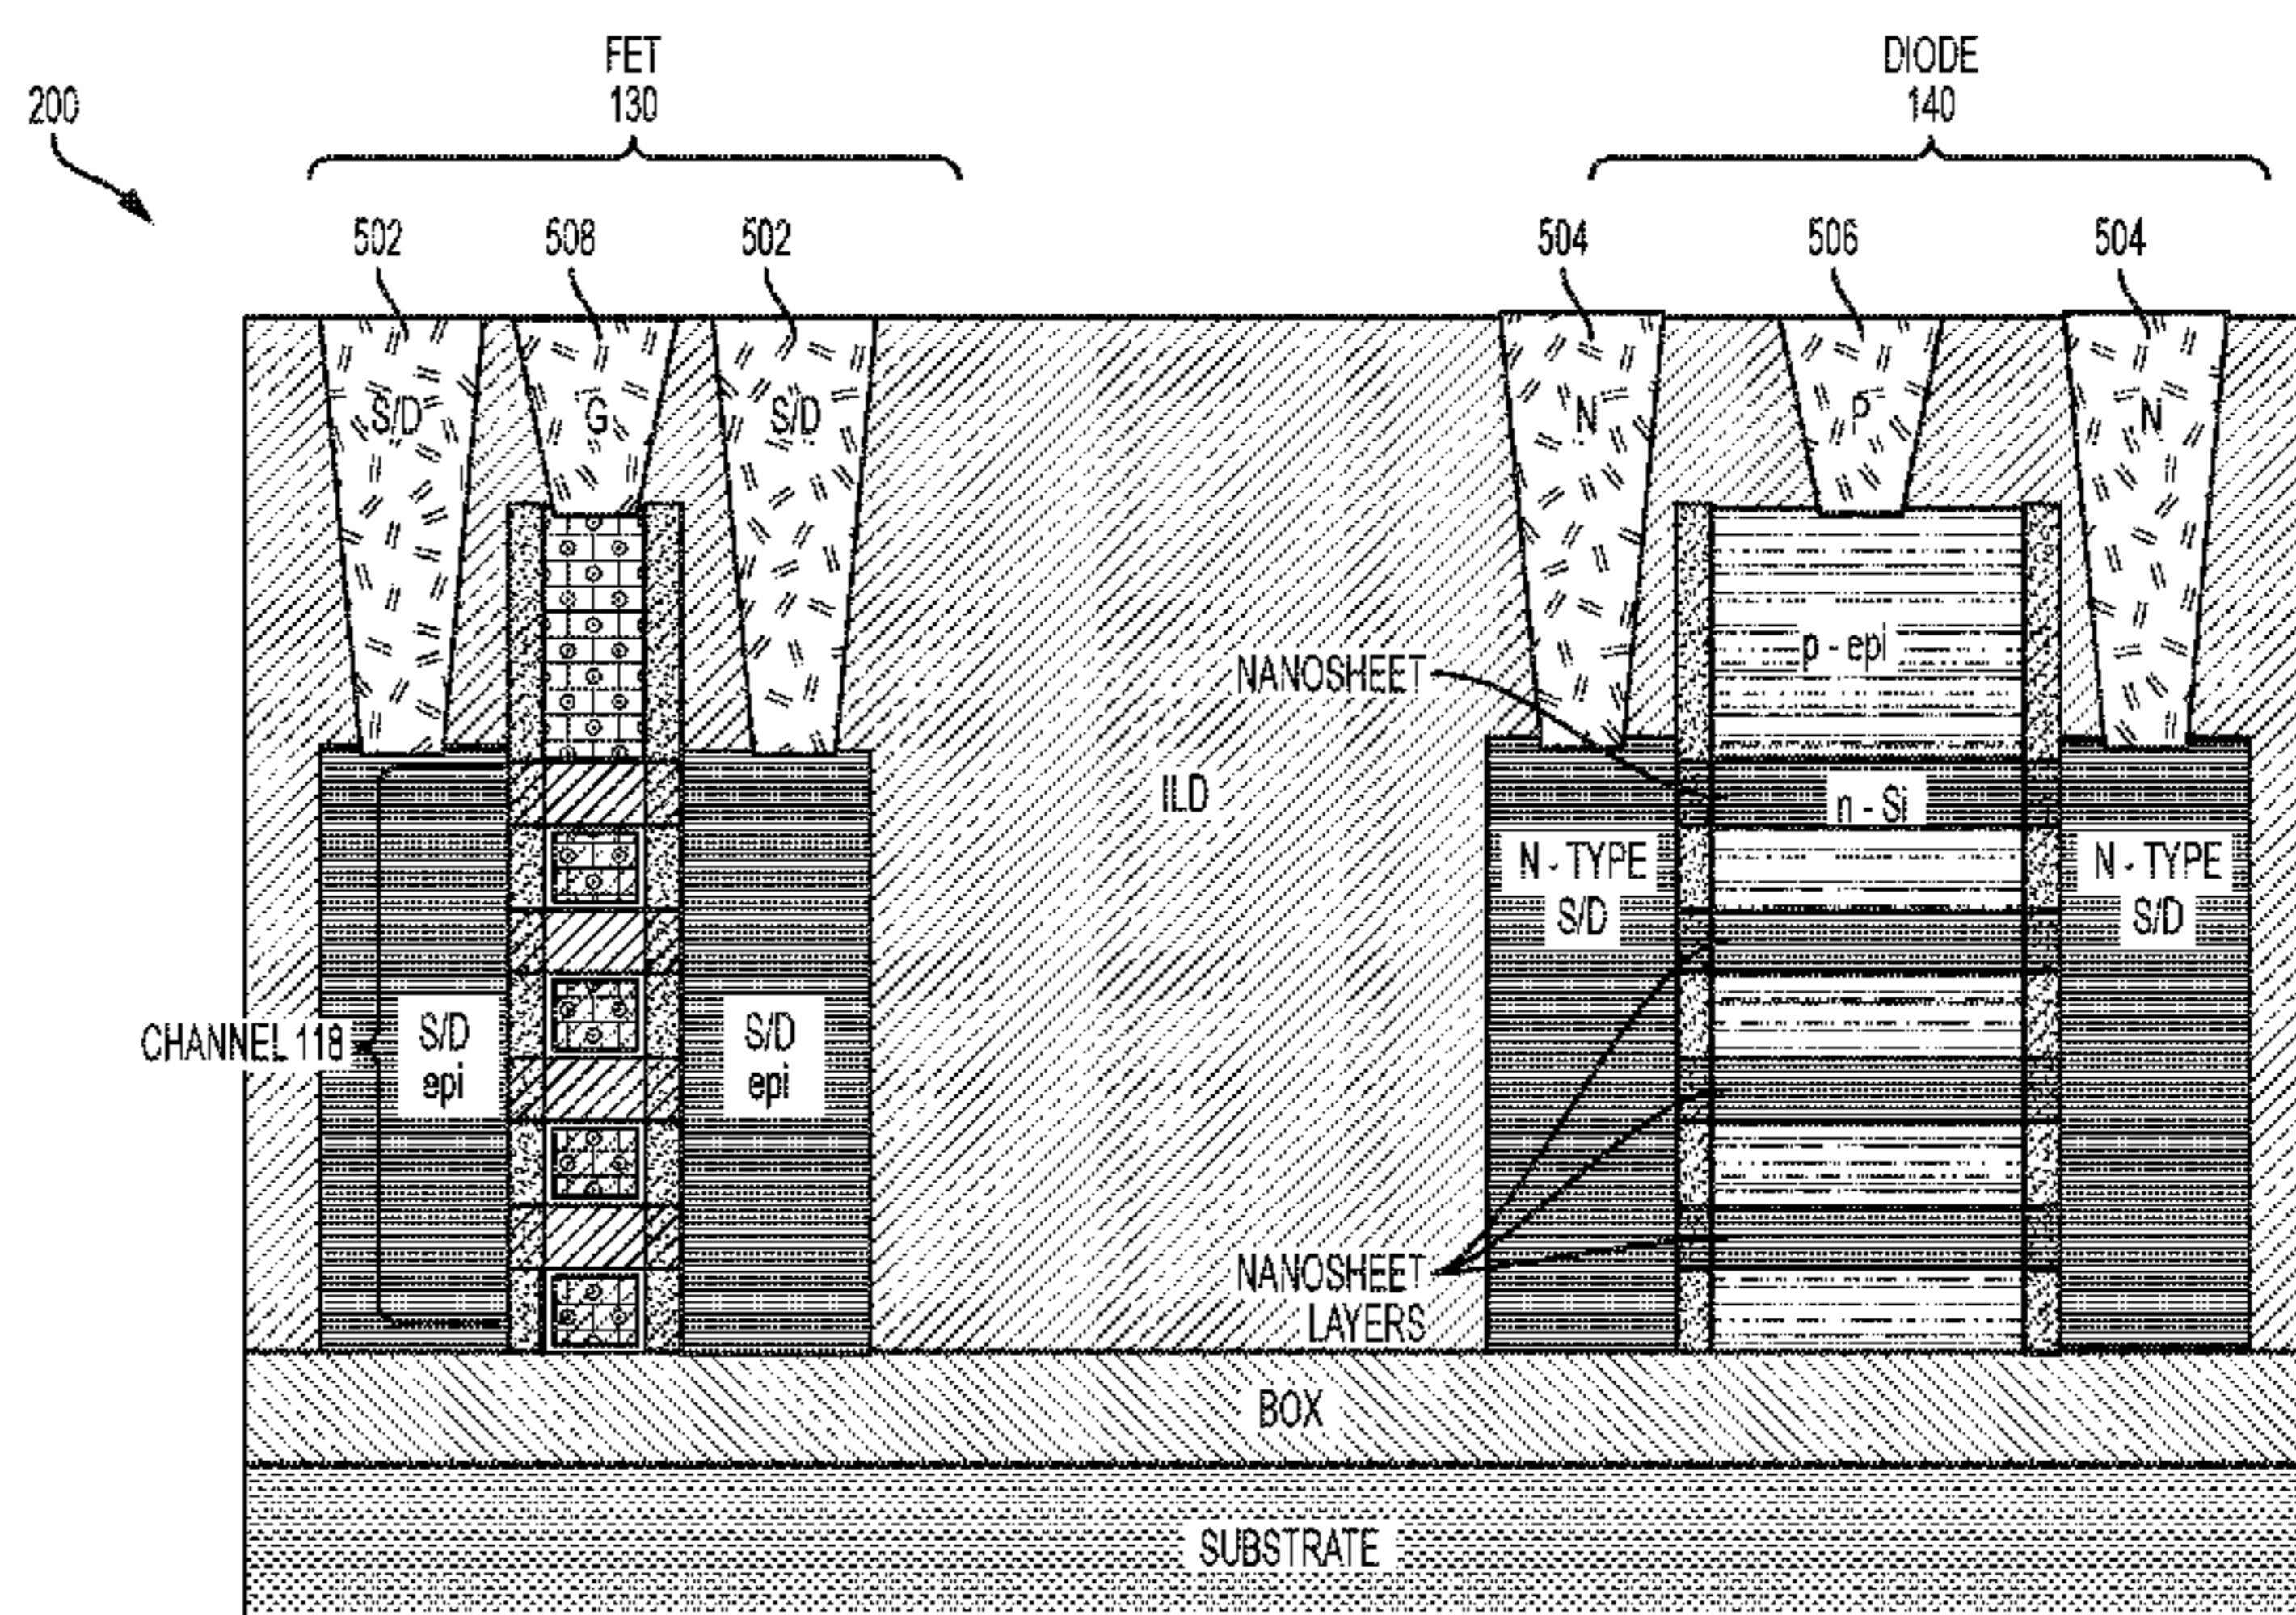 FET
130
DIODE
140
200
502
508
502
504
506
504
S/D
G
S/D
N
P
N
NANOSHEET
p - epi
ILD
n - Si
N - TYPE
S/D
N - TYPE
S/D
CHANNEL 118
S/D
epi
S/D
epi
NANOSHEET
LAYERS
BOX
SUBSTRATE